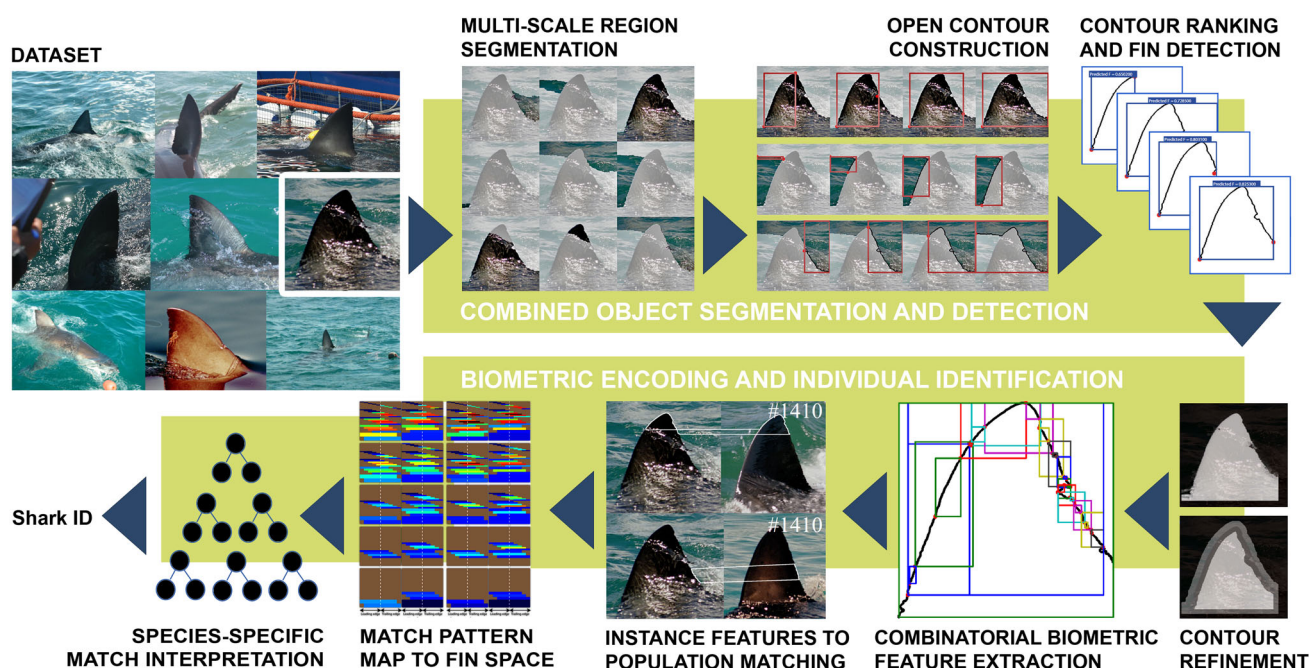 DATASET
MULTI-SCALE REGION
SEGMENTATION
OPEN CONTOUR
CONSTRUCTION
CONTOUR RANKING
AND FIN DETECTION
COMBINED OBJECT SEGMENTATION AND DETECTION
BIOMETRIC ENCODING AND INDIVIDUAL IDENTIFICATION
#1410
#1410
Shark ID
SPECIES-SPECIFIC
MATCH INTERPRETATION
MATCH PATTERN
MAP TO FIN SPACE
INSTANCE FEATURES TO
POPULATION MATCHING
COMBINATORIAL BIOMETRIC
FEATURE EXTRACTION
CONTOUR
REFINEMENT